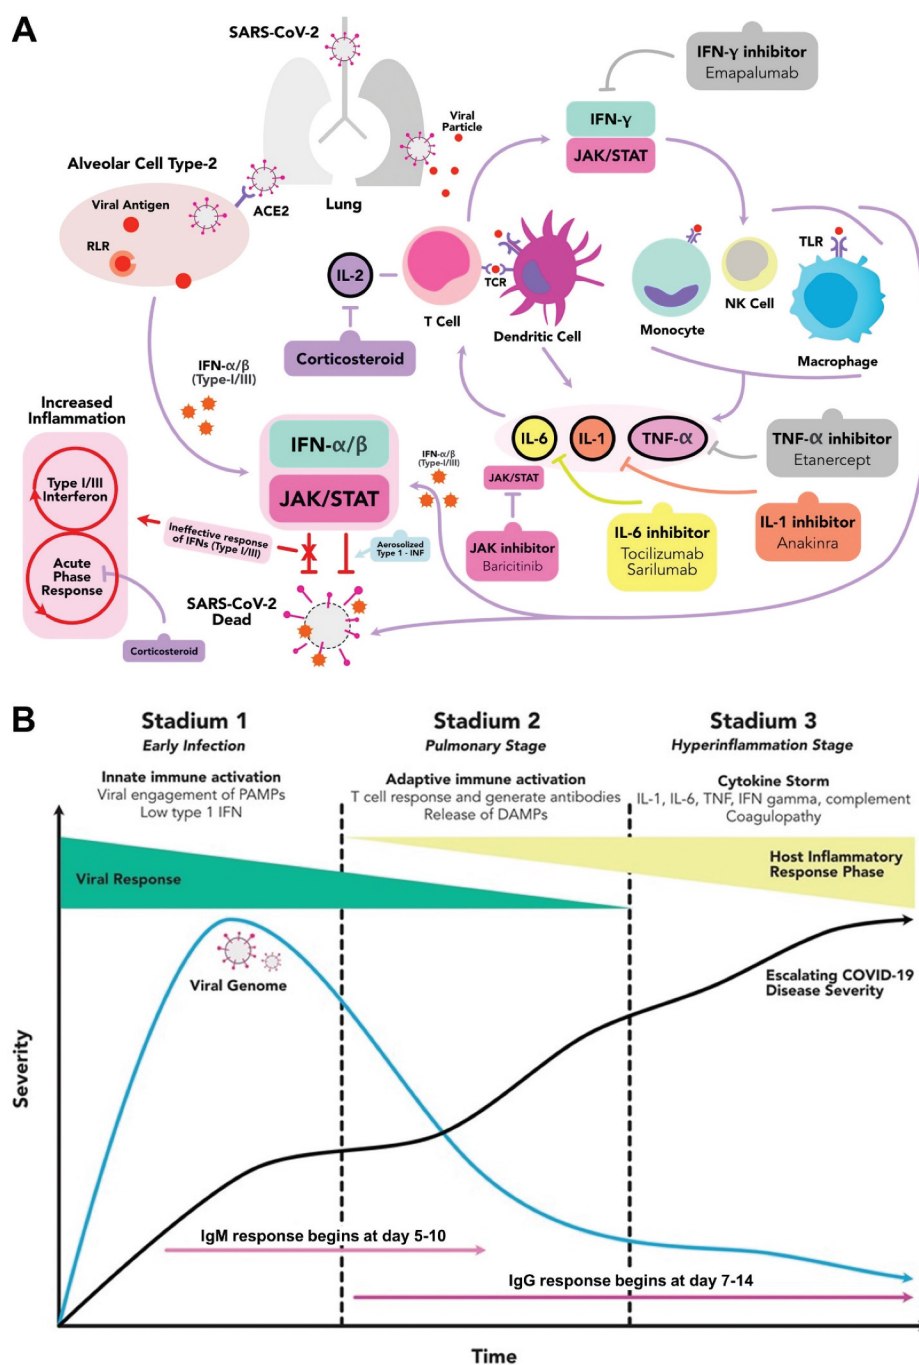 A
SARS-CoV-2
IFN-γ inhibitor
Emapalumab
Viral
Particle
IFN-γ
JAK/STAT
Alveolar Cell Type-2
Viral Antigen
ACE2
Lung
RLR
TLR
IL-2
TCR
T Cell
Dendritic Cell
Monocyte
NK Cell
Macrophage
Corticosteroid
IFN-α/β
(Type-I/III)
Increased
Inflammation
IL-6
IL-1
TNF-α
TNF-α inhibitor
Etanercept
IFN-α/β
JAK/STAT
IFN-α/β
(Type-I/III)
JAK/STAT
Type I/III
Interferon
Ineffective response
of IFNs (Type I/III)
Aerosolized
Type 1 - INF
JAK inhibitor
Baricitinib
IL-6 inhibitor
Tocilizumab
Sarilumab
IL-1 inhibitor
Anakinra
Acute
Phase
Response
SARS-CoV-2
Dead
Corticosteroid
B
Stadium 1
Early Infection
Innate immune activation
Viral engagement of PAMPs
Low type 1 IFN
Stadium 2
Pulmonary Stage
Adaptive immune activation
T cell response and generate antibodies
Release of DAMPs
Stadium 3
Hyperinflammation Stage
Cytokine Storm
IL-1, IL-6, TNF, IFN gamma, complement
Coagulopathy
Viral Response
Host Inflammatory
Response Phase
Viral Genome
Escalating COVID-19
Disease Severity
Severity
IgM response begins at day 5-10
IgG response begins at day 7-14
Time